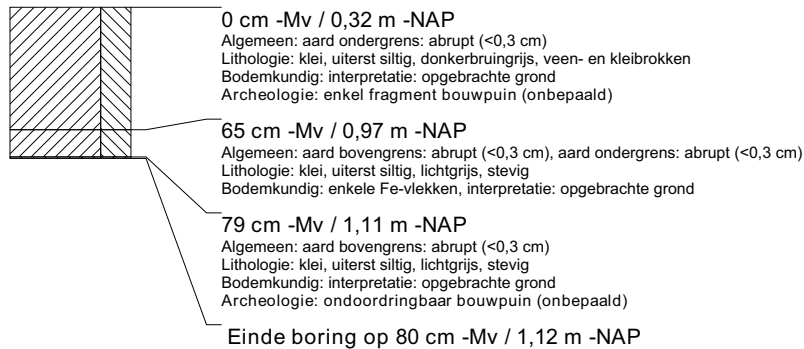 0 cm -Mv / 0,32 m -NAP
Algemeen: aard ondergrens: abrupt (<0,3 cm)
Lithologie: klei, uiterst siltig, donkerbruingrijs, veen- en kleibrokken
Bodemkundig: interpretatie: opgebrachte grond
Archeologie: enkel fragment bouwpuin (onbepaald)
65 cm -Mv / 0,97 m -NAP
Algemeen: aard bovengrens: abrupt (<0,3 cm), aard ondergrens: abrupt (<0,3 cm)
Lithologie: klei, uiterst siltig, lichtgrijs, stevig
Bodemkundig: enkele Fe-vlekken, interpretatie: opgebrachte grond
79 cm -Mv / 1,11 m -NAP
Algemeen: aard bovengrens: abrupt (<0,3 cm)
Lithologie: klei, uiterst siltig, lichtgrijs, stevig
Bodemkundig: interpretatie: opgebrachte grond
Archeologie: ondoordringbaar bouwpuin (onbepaald)
Einde boring op 80 cm -Mv / 1,12 m -NAP